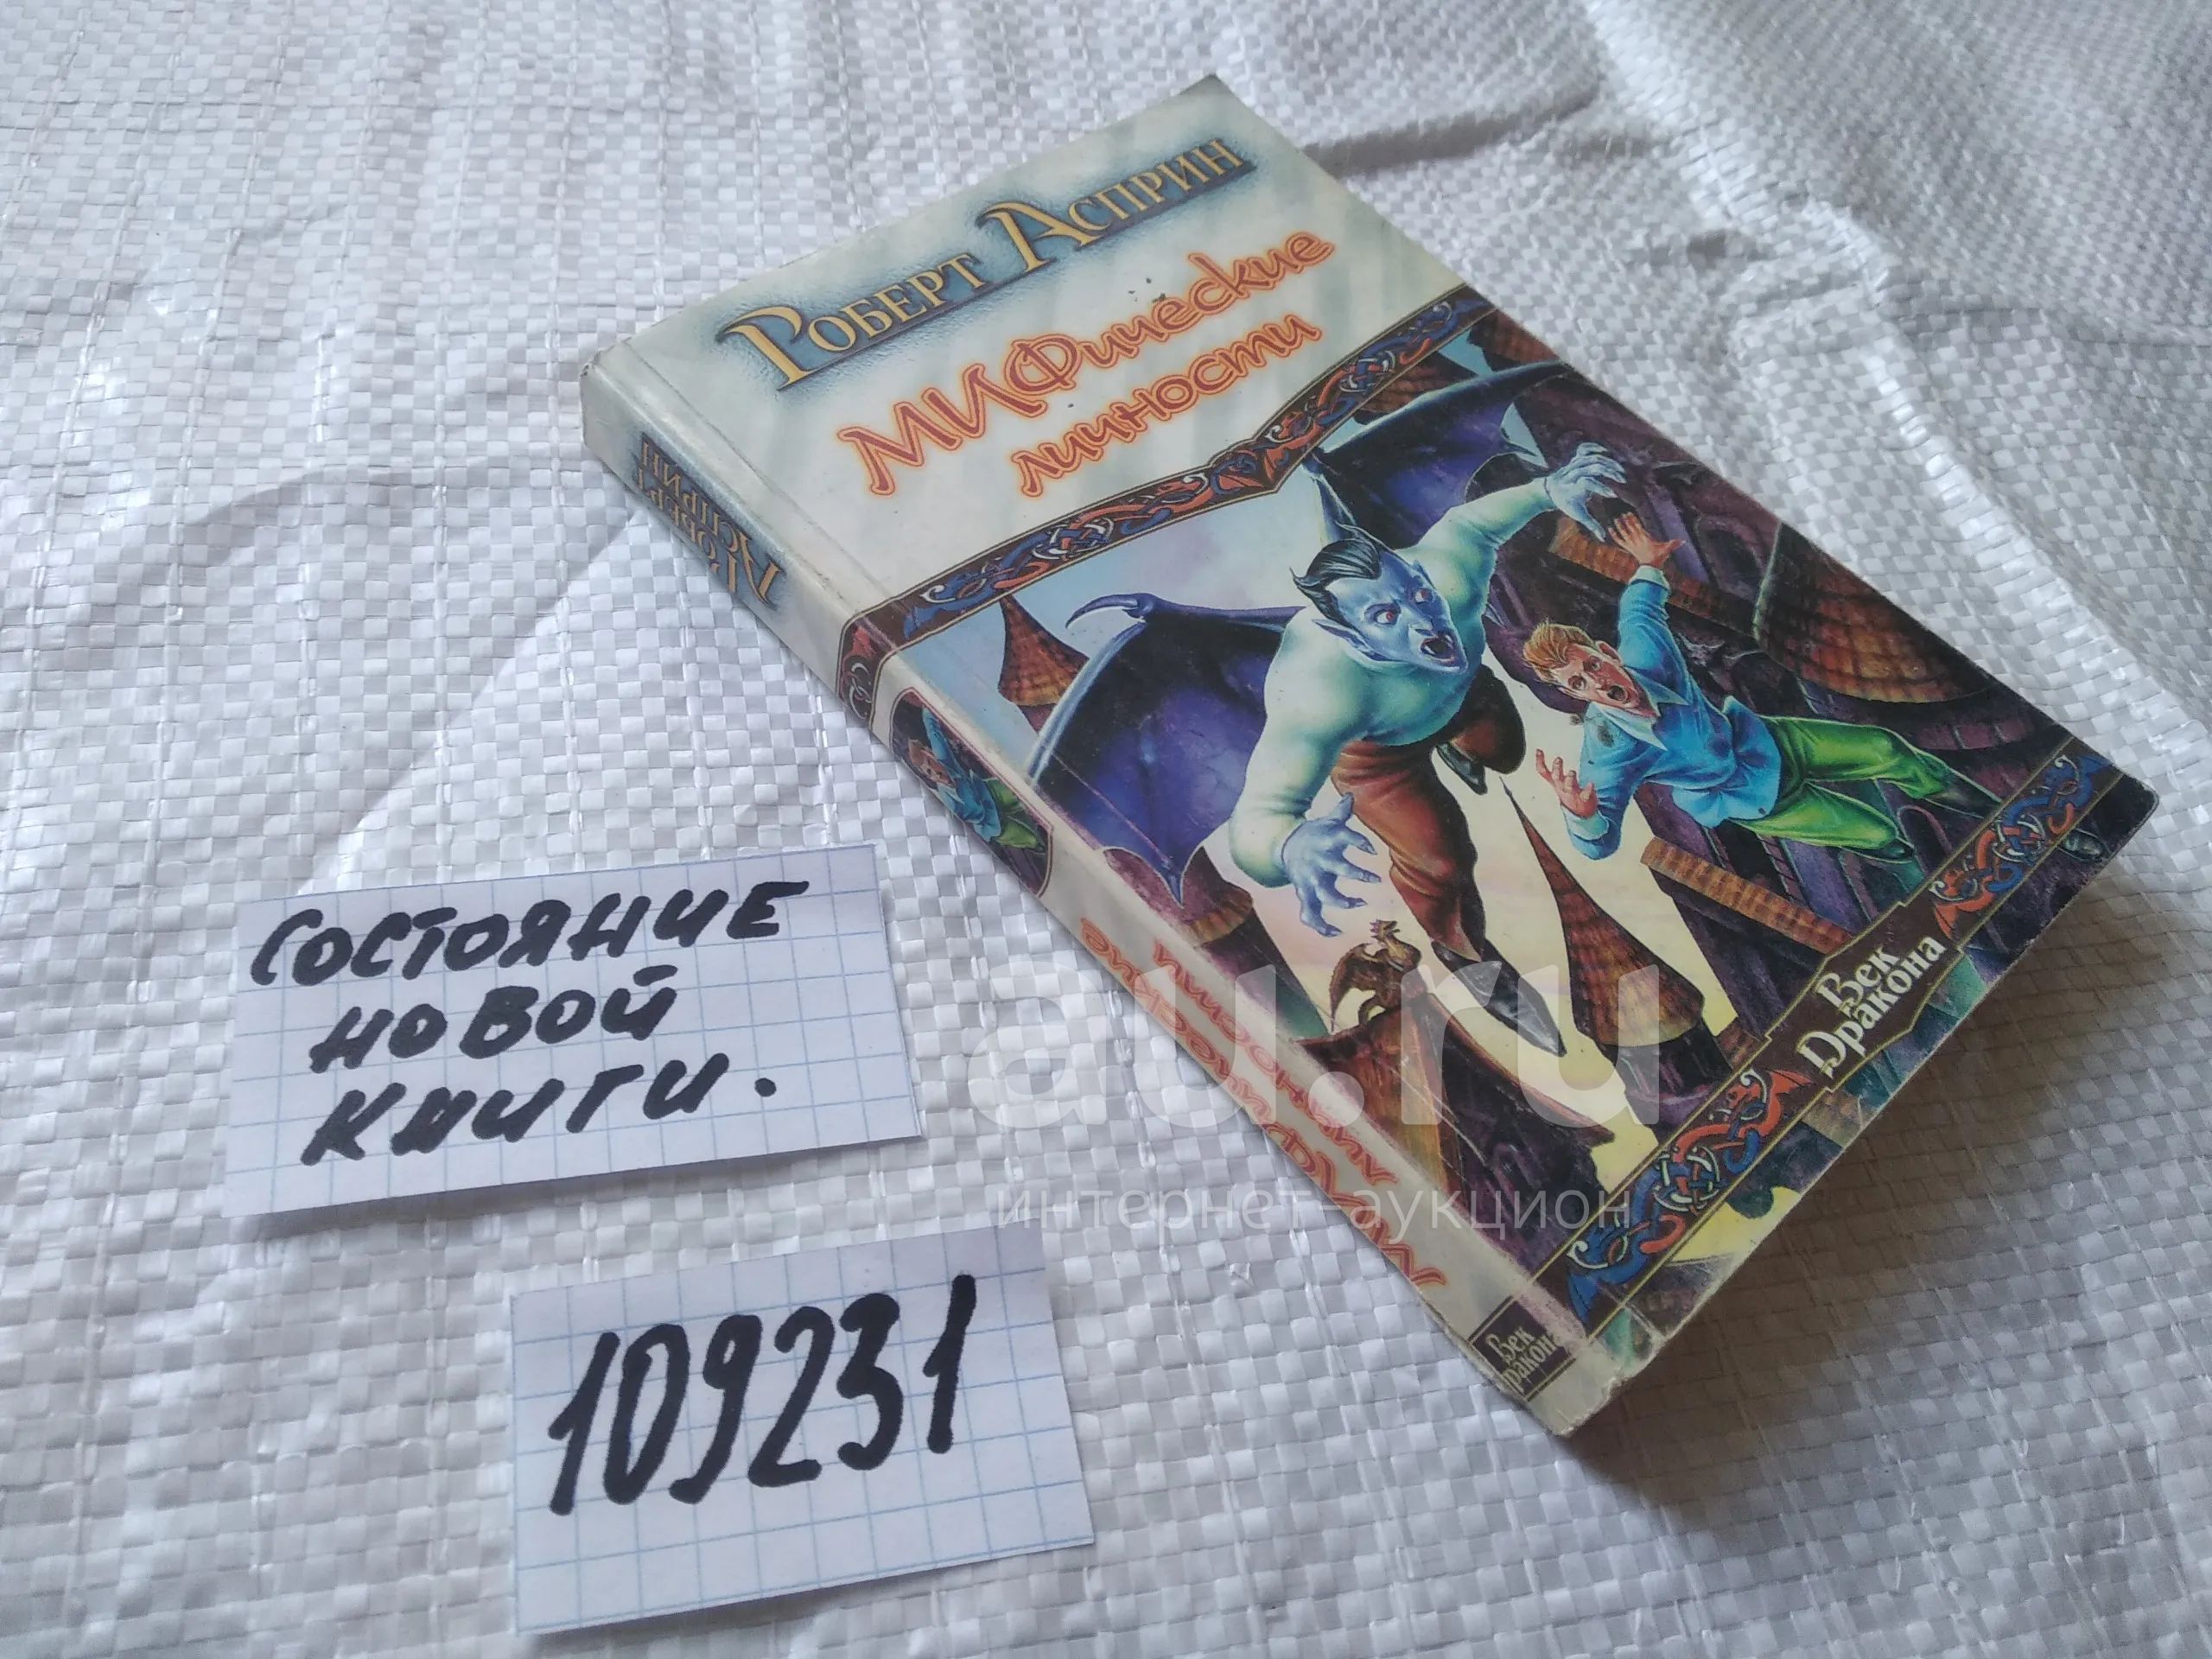 Роберт Асприн
МИФические
личности
Век
Дракона
Роберт
Асприн
МИФические
личности
Век
Дракона
Состояние
новой
книги.
109231
au.ru
интернет-аукцион